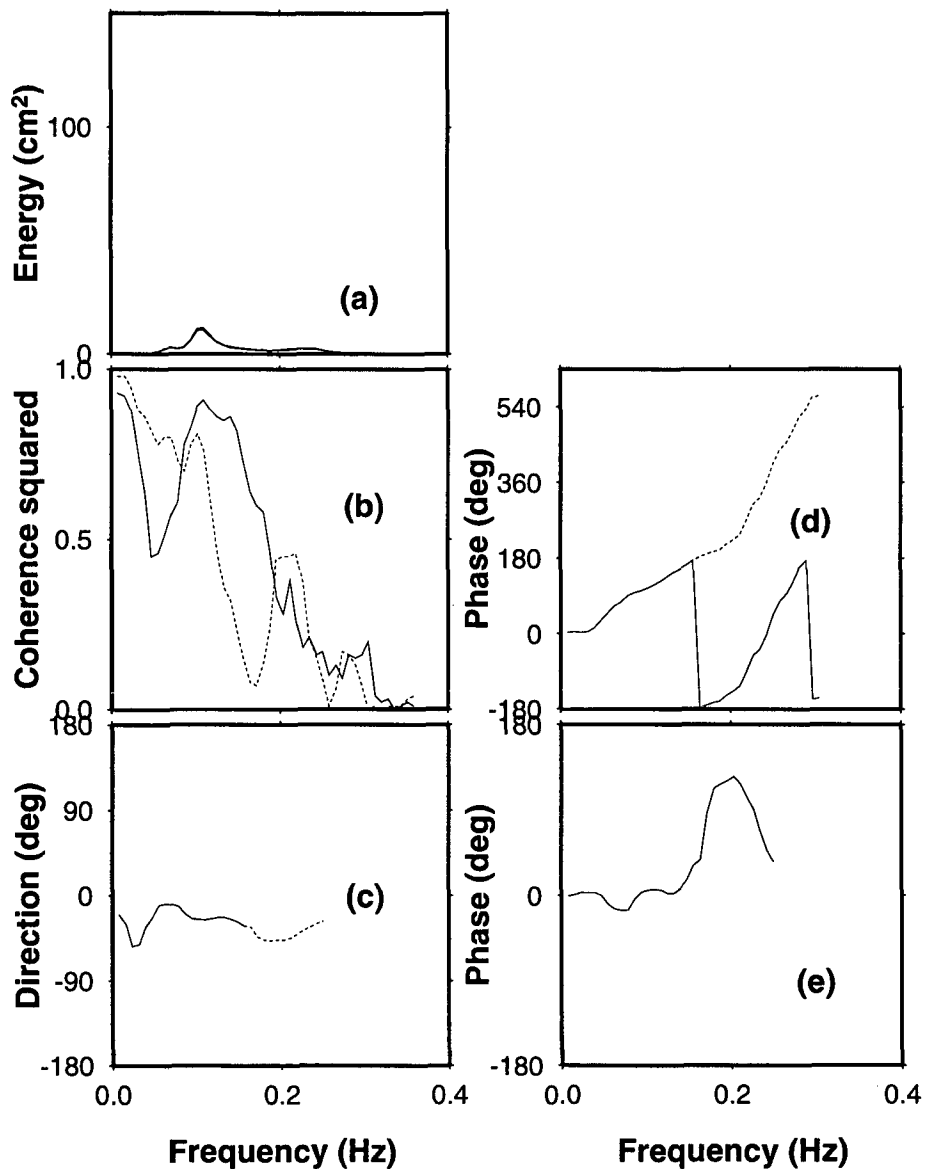 Energy (cm²)
100
0
(a)
Coherence squared
1.0
0.5
0.0
(b)
Phase (deg)
540
360
180
0
-180
(d)
Direction (deg)
180
90
0
-90
-180
(c)
0.0
0.2
0.4
Frequency (Hz)
Phase (deg)
180
0
-180
(e)
0.0
0.2
0.4
Frequency (Hz)